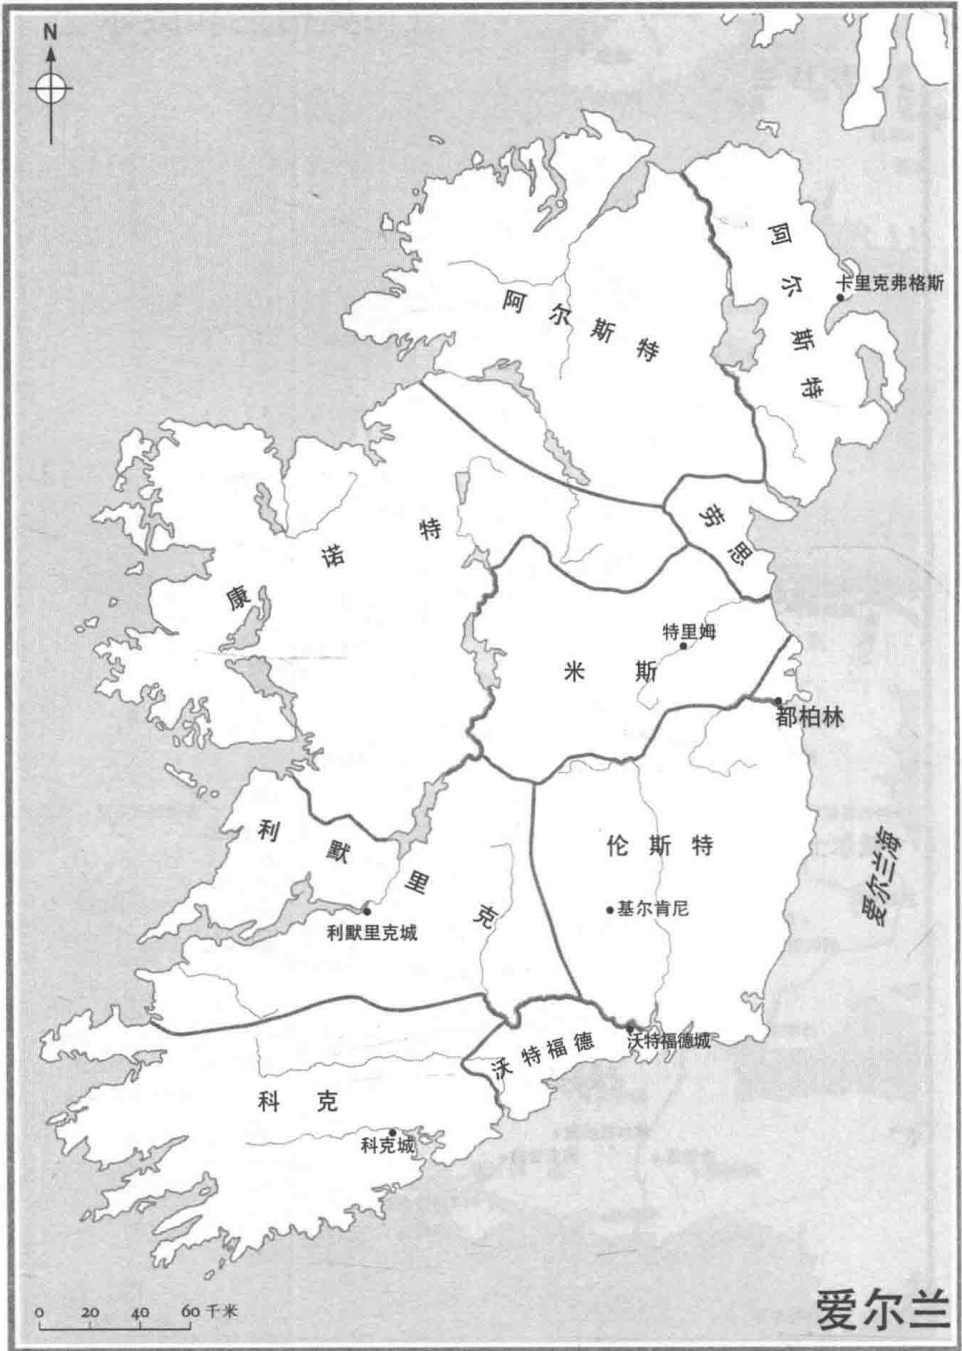 N
阿尔斯特
卡里克弗格斯
阿尔斯特
劳思
康诺特
特里姆
米斯
都柏林
利默里克
伦斯特
爱尔兰海
基尔肯尼
利默里克城
沃特福德
沃特福德城
科克
科克城
0 20 40 60 千米
爱尔兰